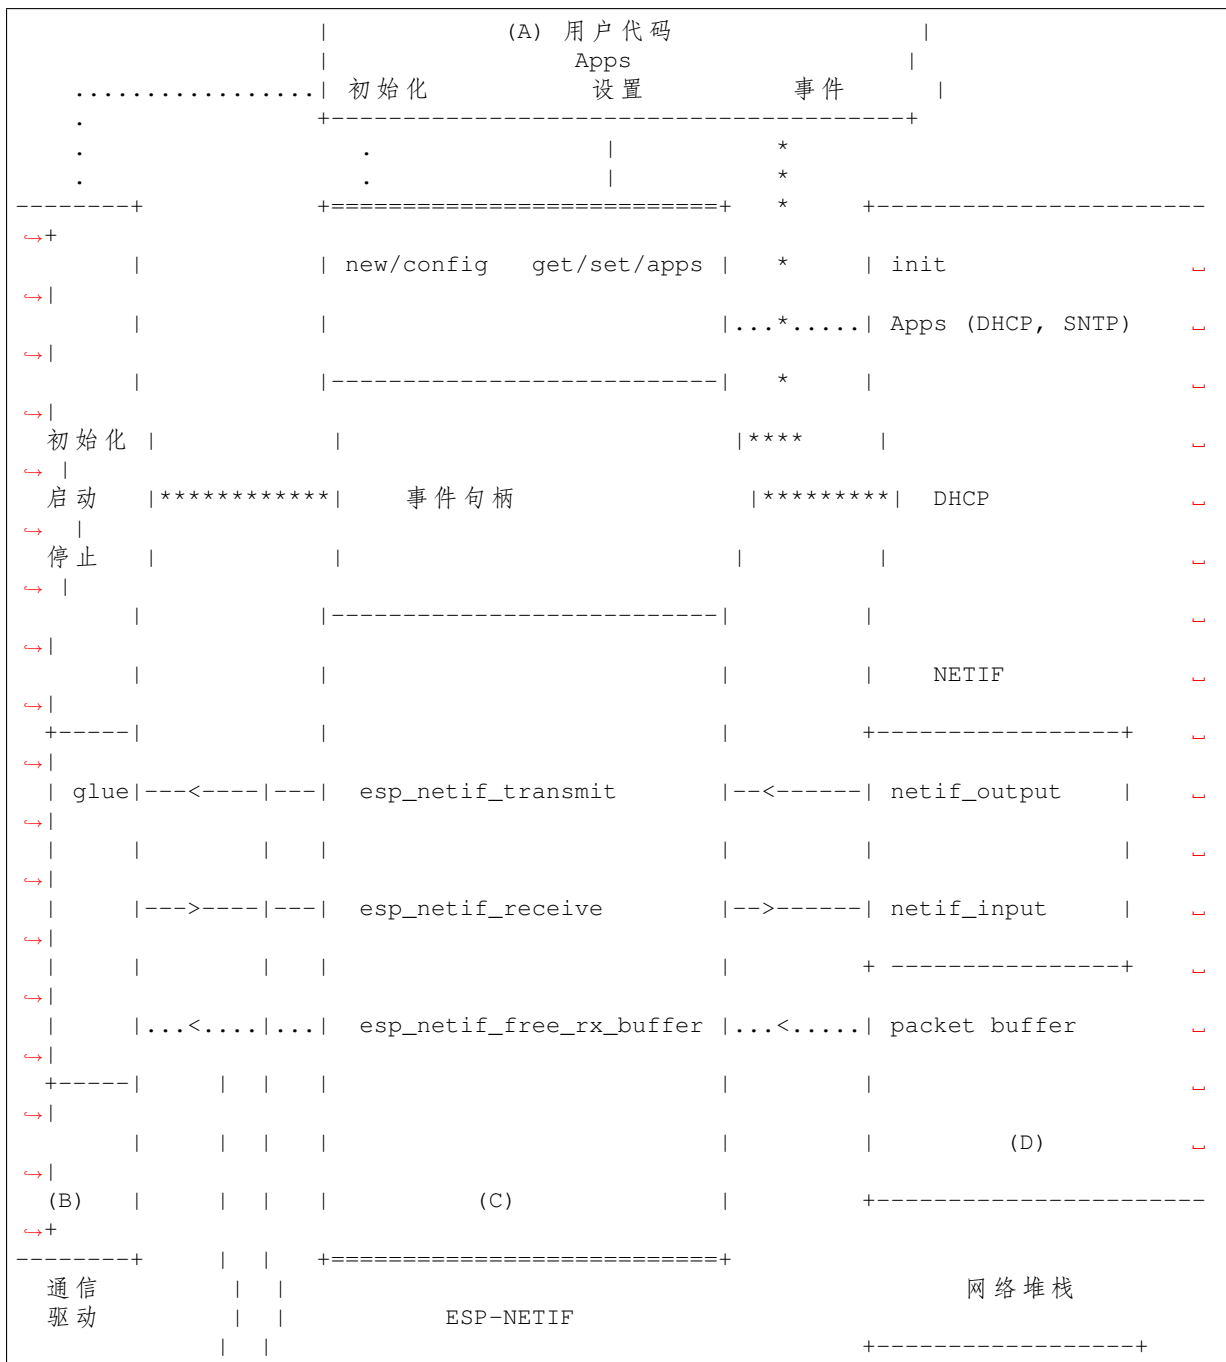 | (A) 用户代码 |
| Apps |
.................| 初始化 设置 事件 |
. +----------------------------------------+
. . | *
. . | *
--------+ +===========================+ * +-----------------------
↪+
| | new/config get/set/apps | * | init ␣
↪|
| | |...*.....| Apps (DHCP, SNTP) ␣
↪|
| |---------------------------| * | ␣
↪|
初始化 | | |**** | ␣
↪ |
启动 |************| 事件句柄 |*********| DHCP ␣
↪ |
停止 | | | | ␣
↪ |
| |---------------------------| | ␣
↪|
| | | | NETIF ␣
↪|
+-----| | | +-----------------+ ␣
↪|
| glue|---<----|---| esp_netif_transmit |--<------| netif_output | ␣
↪|
| | | | | | | ␣
↪|
| |--->----|---| esp_netif_receive |-->------| netif_input | ␣
↪|
| | | | | + ----------------+ ␣
↪|
| |...<....|...| esp_netif_free_rx_buffer |...<.....| packet buffer ␣
↪|
+-----| | | | | | ␣
↪|
| | | | | | (D) ␣
↪|
(B) | | | | (C) | +-----------------------
↪+
--------+ | | +===========================+
通信 | | 网络堆栈
驱动 | | ESP-NETIF
| | +------------------+